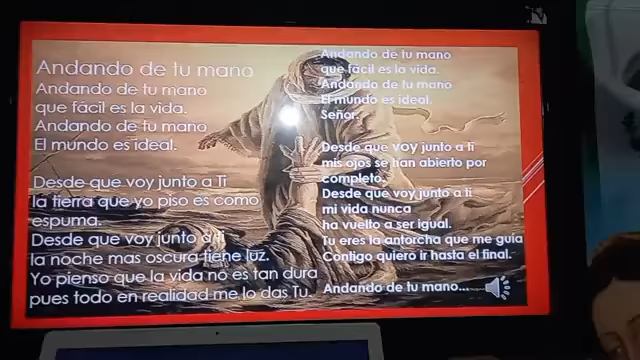 Andando de tu mano
Andando de tu mano
que fácil es la vida.
Andando de tu mano
El mundo es ideal.
Desde que voy junto a Ti
la tierra que yo piso es como
espuma.
Desde que voy junto a ti
la noche mas oscura tiene luz.
Yo pienso que la vida no es tan dura
pues todo en realidad me lo das Tu.
Andando de tu mano
que fácil es la vida.
Andando de tu mano
El mundo es ideal.
Señor.
Desde que voy junto a ti
mis ojos se han abierto por
completo.
Desde que voy junto a ti
mi vida nunca
ha vuelto a ser igual.
Tu eres la antorcha que me guia
Contigo quiero ir hasta el final.
Andando de tu mano...